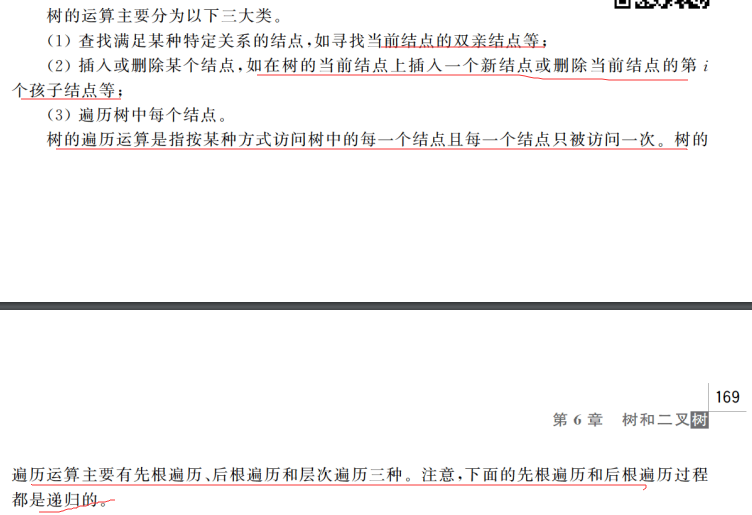 树的运算主要分为以下三大类。
(1) 查找满足某种特定关系的结点,如寻找当前结点的双亲结点等;
(2) 插入或删除某个结点,如在树的当前结点上插入一个新结点或删除当前结点的第 i
个孩子结点等;
(3) 遍历树中每个结点。
树的遍历运算是指按某种方式访问树中的每一个结点且每一个结点只被访问一次。树的
169
第 6 章 树和二叉树
遍历运算主要有先根遍历、后根遍历和层次遍历三种。注意,下面的先根遍历和后根遍历过程
都是递归的。